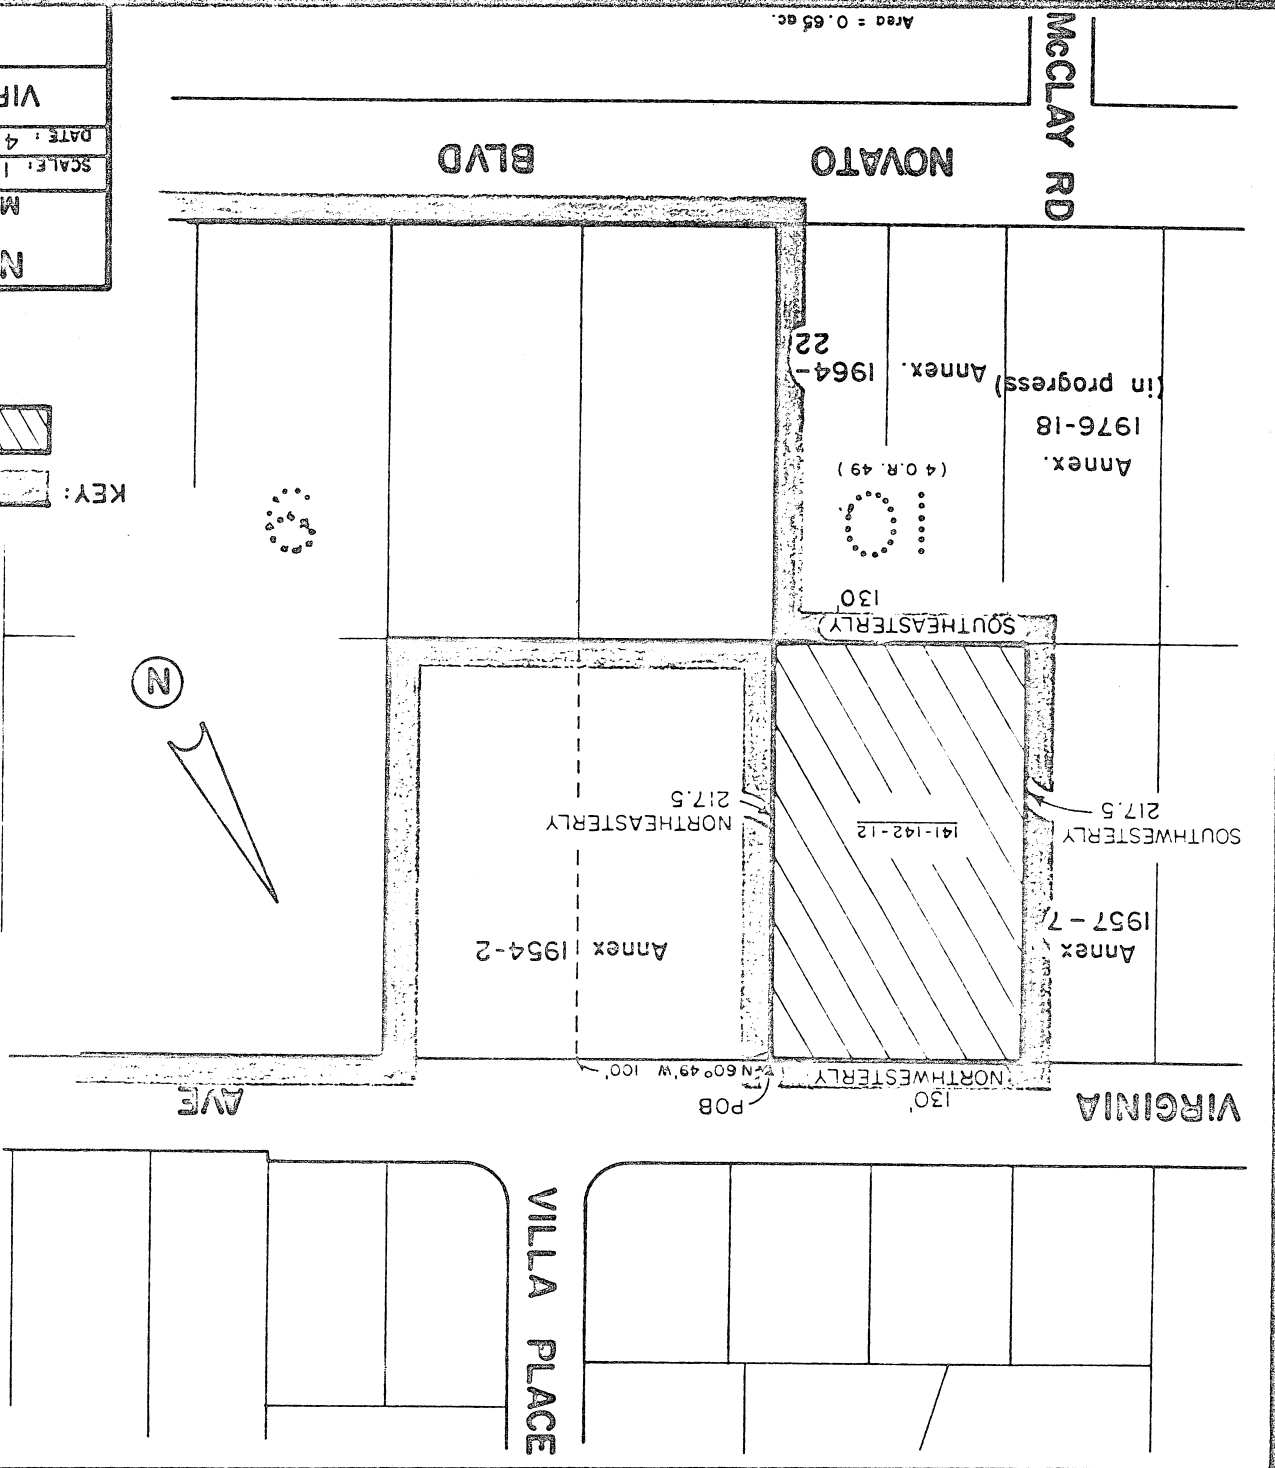 VILLA PLACE
VIRGINIA
AVE
130'
NORTHWESTERLY
POB
N 60° 49' W 100'
Annex
1957-7
Annex 1954-2
SOUTHWESTERLY
217.5
141-142-12
NORTHEASTERLY
217.5
N
SOUTHEASTERLY
130'
10
(4 O.R. 49)
9
KEY:
Annex.
1976-18
(in progress)
Annex. 1964-
22
N
M
SCALE: 1
DATE: 4
VIR
McCLAY RD
NOVATO
BLVD
Area = 0.65 ac.